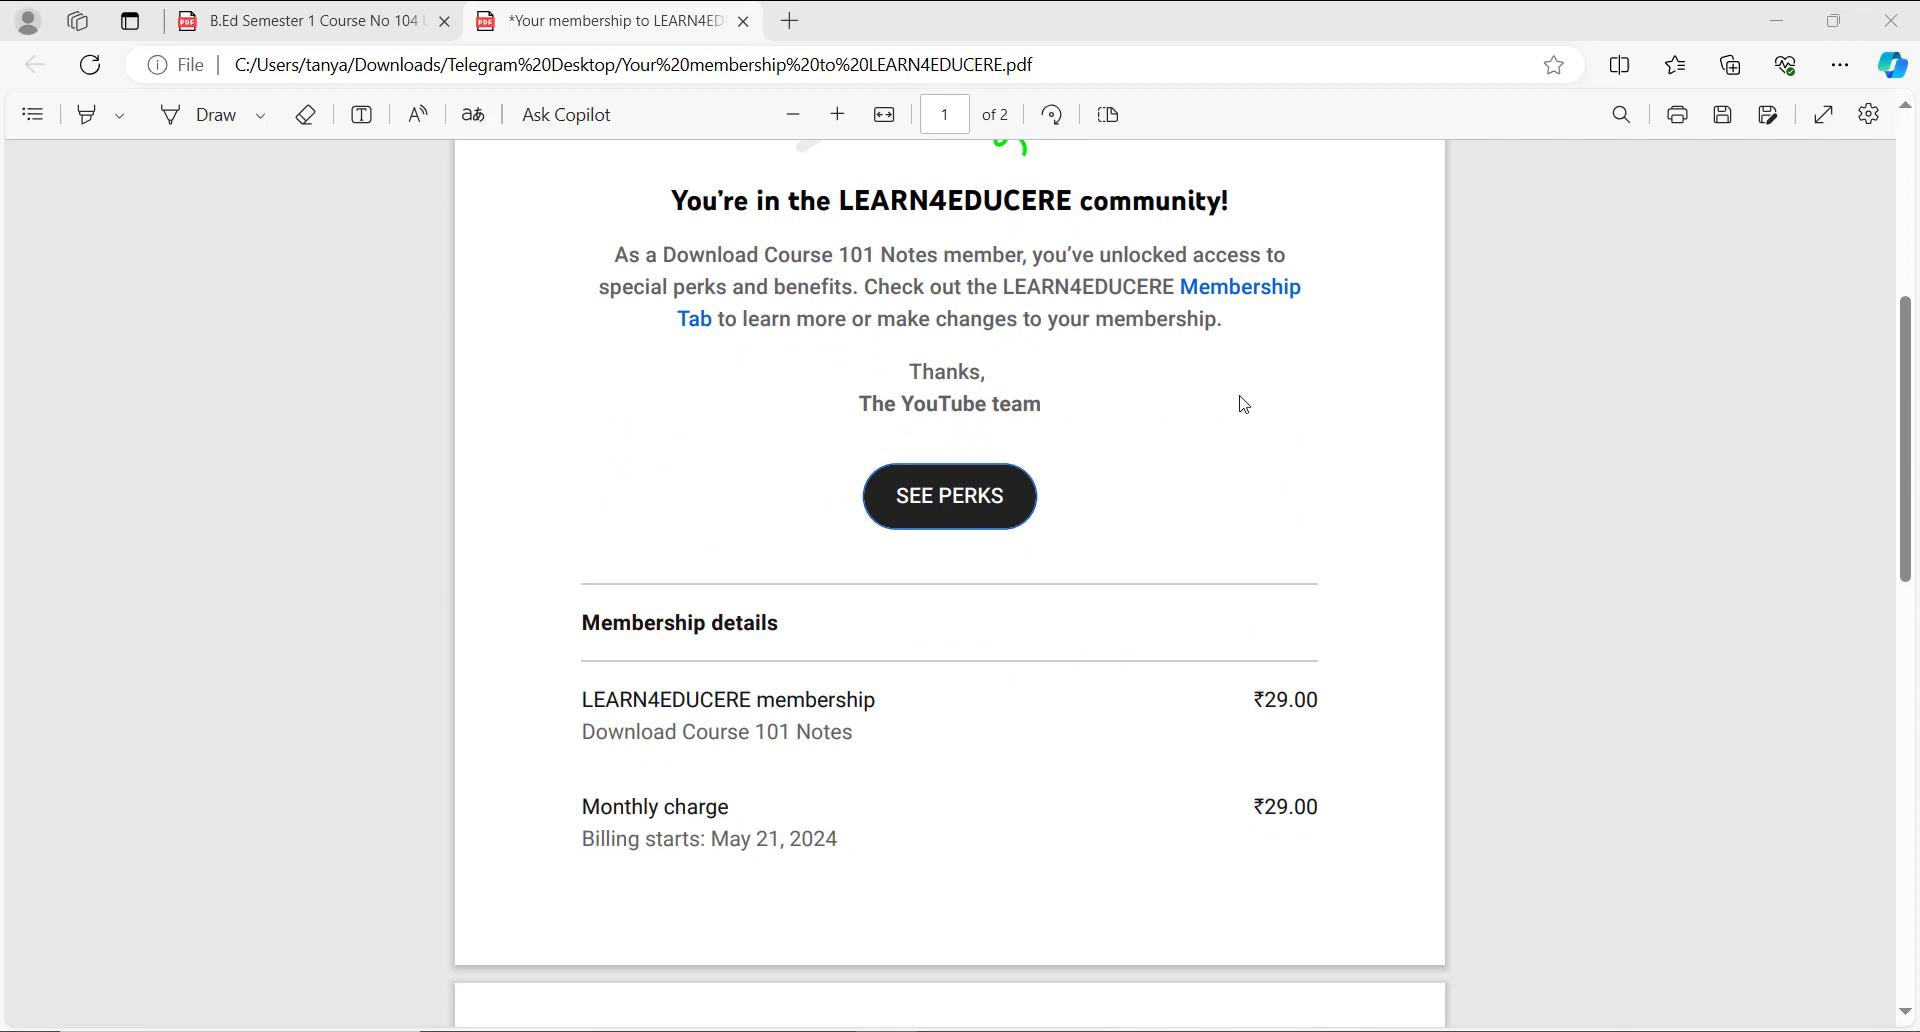 B.Ed Semester 1 Course No 104
*Your membership to LEARN4ED
File
C:/Users/tanya/Downloads/Telegram%20Desktop/Your%20membership%20to%20LEARN4EDUCERE.pdf
Draw
aあ
Ask Copilot
1 of 2
You're in the LEARN4EDUCERE community!
As a Download Course 101 Notes member, you've unlocked access to
special perks and benefits. Check out the LEARN4EDUCERE Membership
Tab to learn more or make changes to your membership.
Thanks,
The YouTube team
SEE PERKS
Membership details
LEARN4EDUCERE membership ₹29.00
Download Course 101 Notes
Monthly charge ₹29.00
Billing starts: May 21, 2024